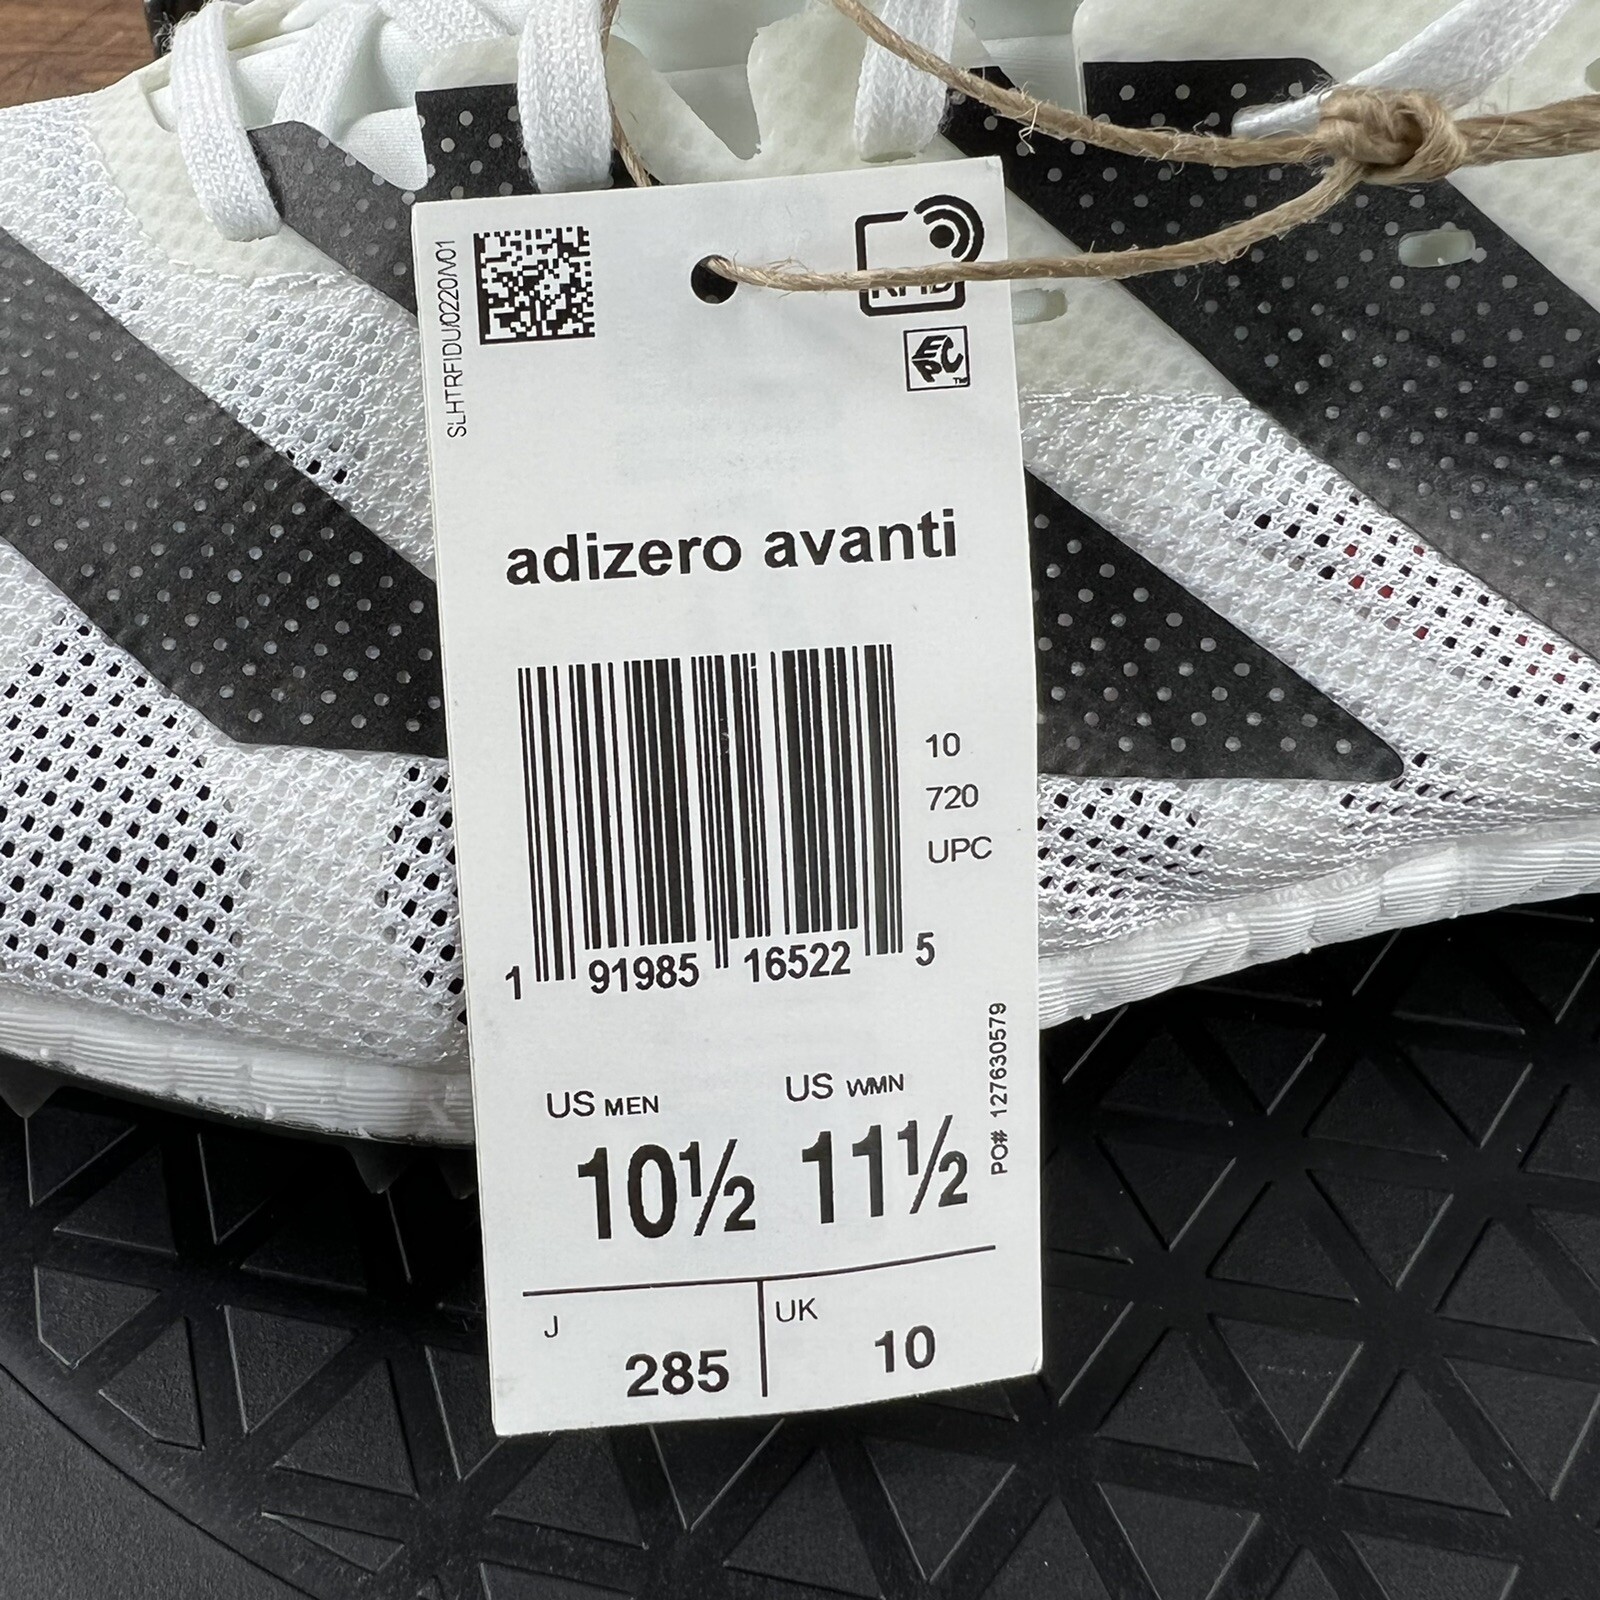 SLHTRFIDU/0220/V01
RFID
EPC
TM
adizero avanti
10
720
UPC
1 91985 16522 5
PO# 127630579
US MEN US WMN
10½ 11½
J UK
285 10